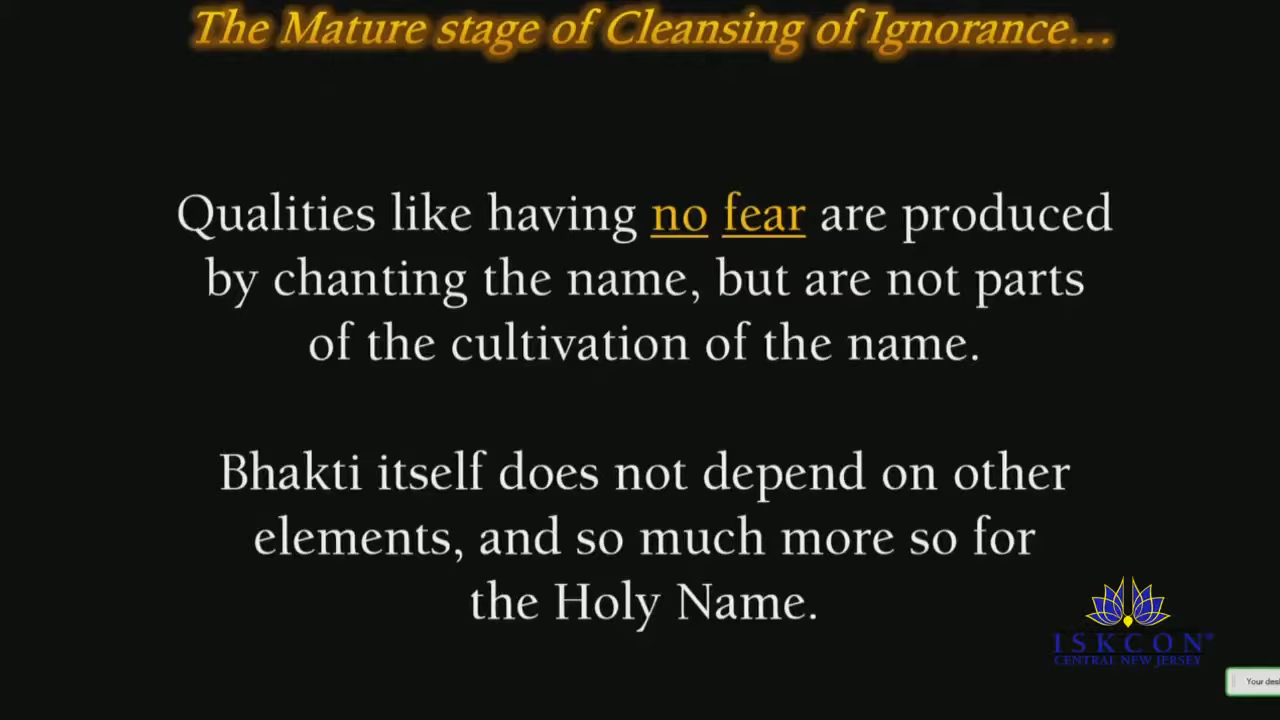 The Mature stage of Cleansing of Ignorance...
Qualities like having no fear are produced
by chanting the name, but are not parts
of the cultivation of the name.
Bhakti itself does not depend on other
elements, and so much more so for
the Holy Name.
ISKCON®
CENTRAL NEW JERSEY
Your des